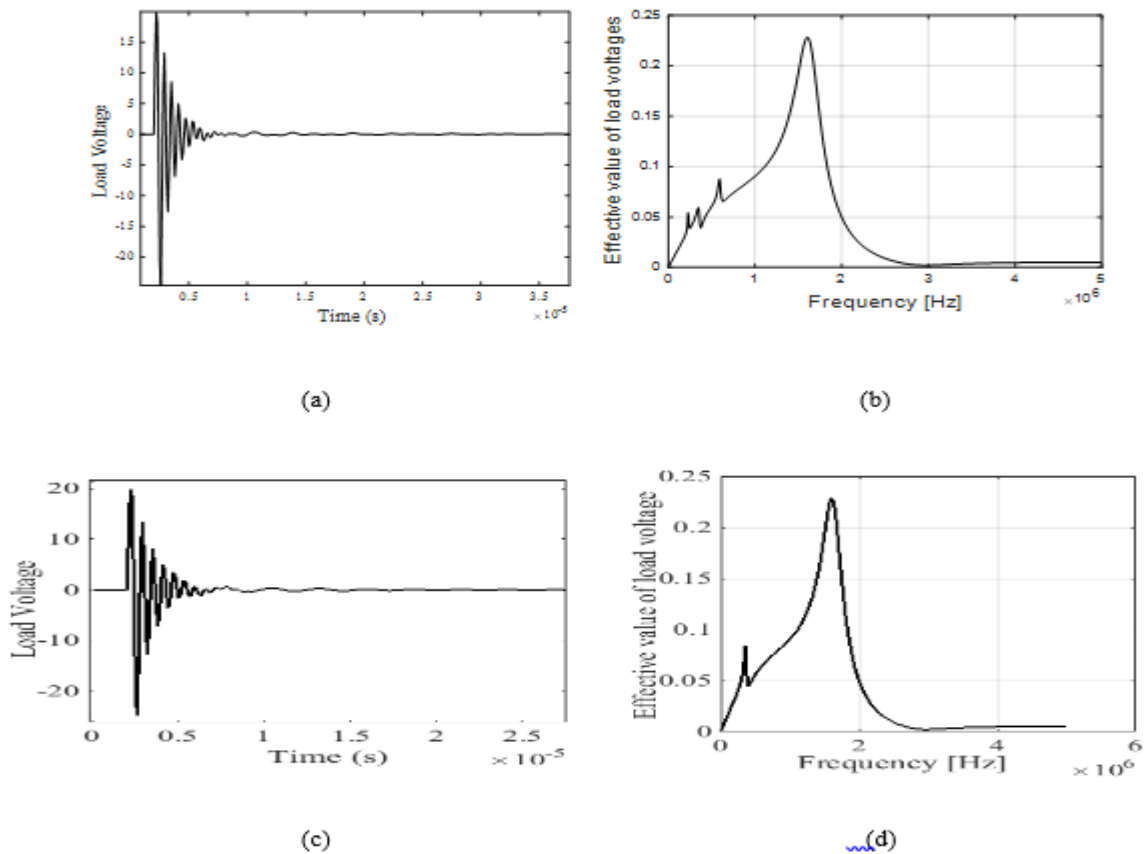 15
10
5
0
-5
-10
-15
-20
Load Voltage
0.5 1 1.5 2 2.5 3 3.5
Time (s)
×10-5
(a)
0.25
0.2
0.15
0.1
0.05
0
Effective value of load voltages
0 1 2 3 4 5
Frequency [Hz]
×10^6
(b)
20
10
0
-10
-20
Load Voltage
0 0.5 1 1.5 2 2.5
Time (s)
×10^-5
(c)
0.25
0.2
0.15
0.1
0.05
0
Effective value of load voltage
0 2 4 6
Frequency [Hz]
×10^6
(d)